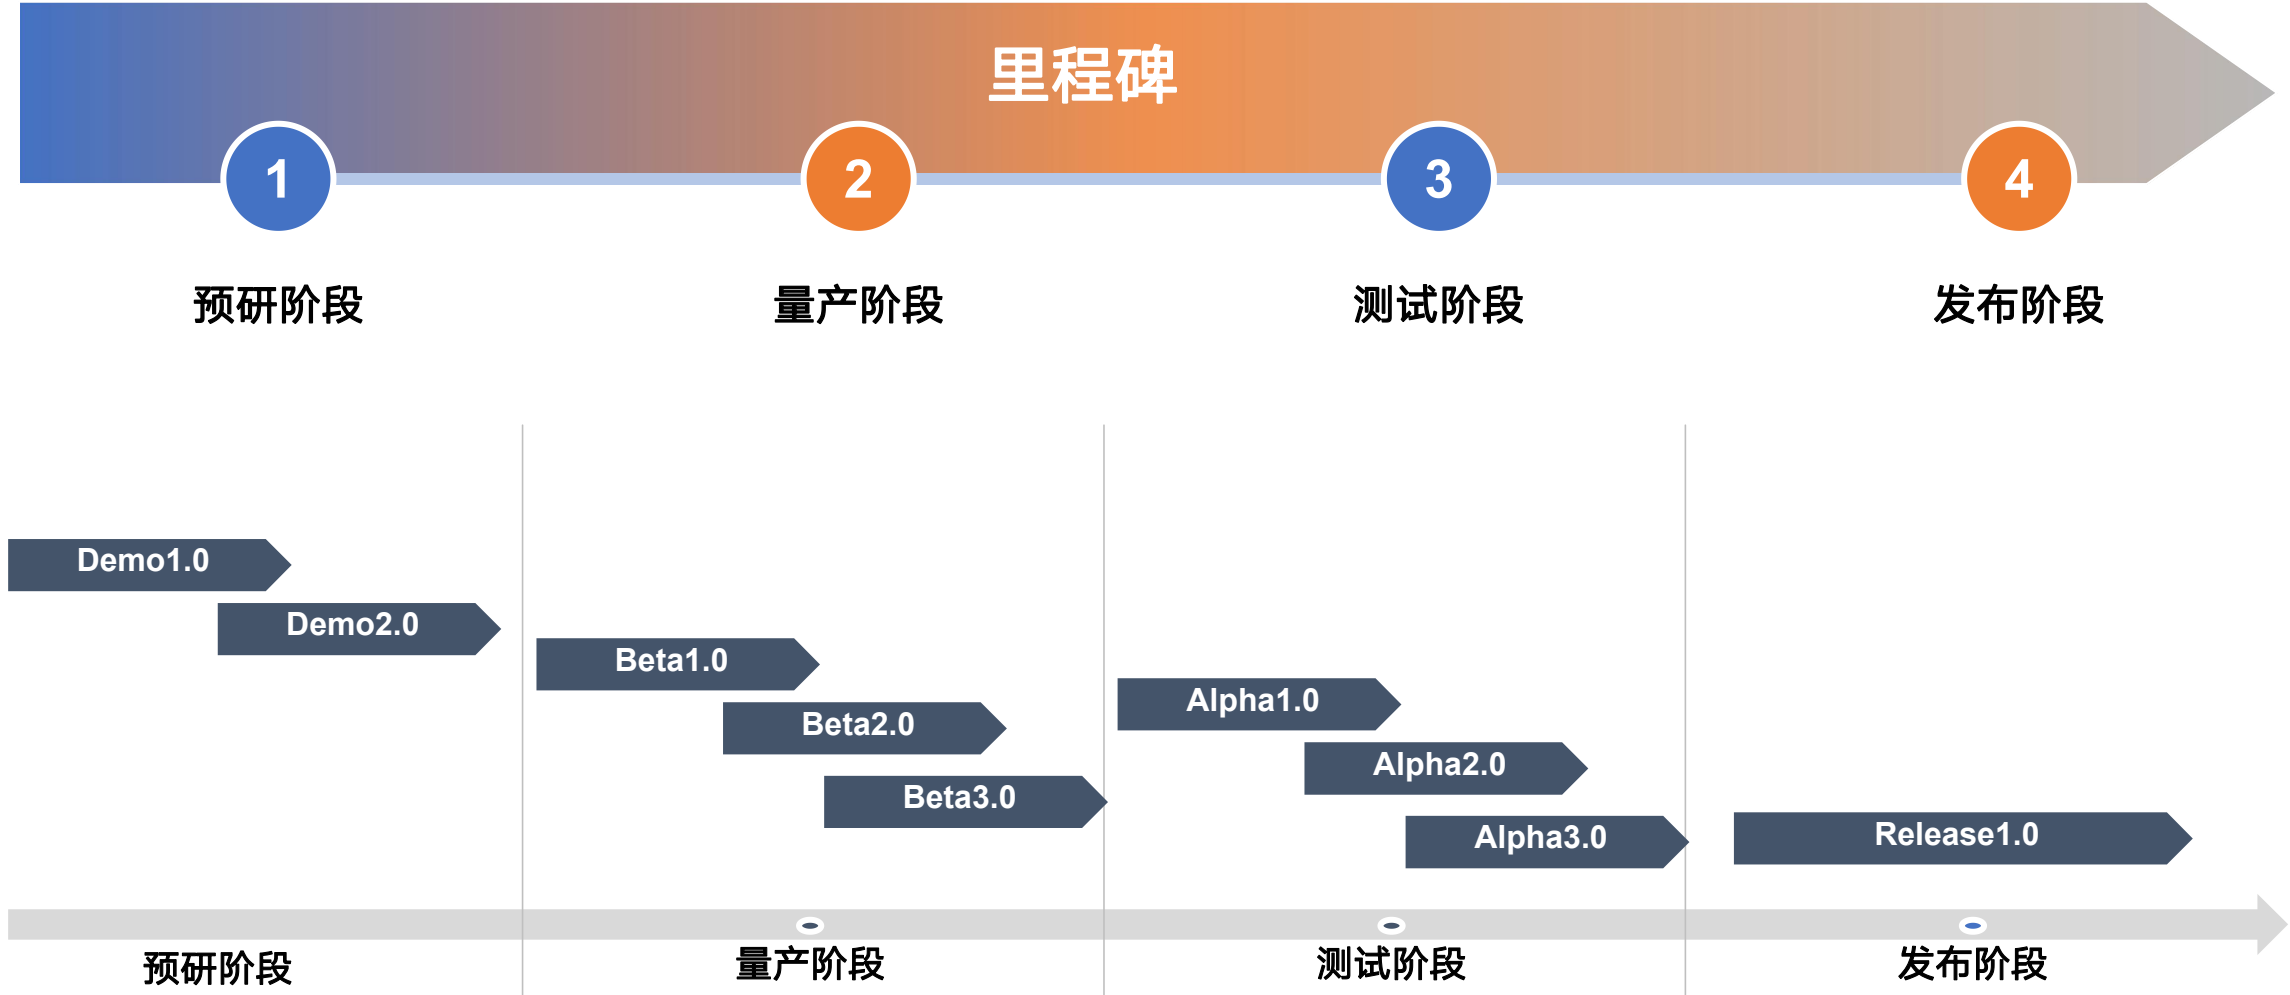 里程碑
1
2
3
4
预研阶段
量产阶段
测试阶段
发布阶段
Demo1.0
Demo2.0
Beta1.0
Beta2.0
Beta3.0
Alpha1.0
Alpha2.0
Alpha3.0
Release1.0
预研阶段
量产阶段
测试阶段
发布阶段